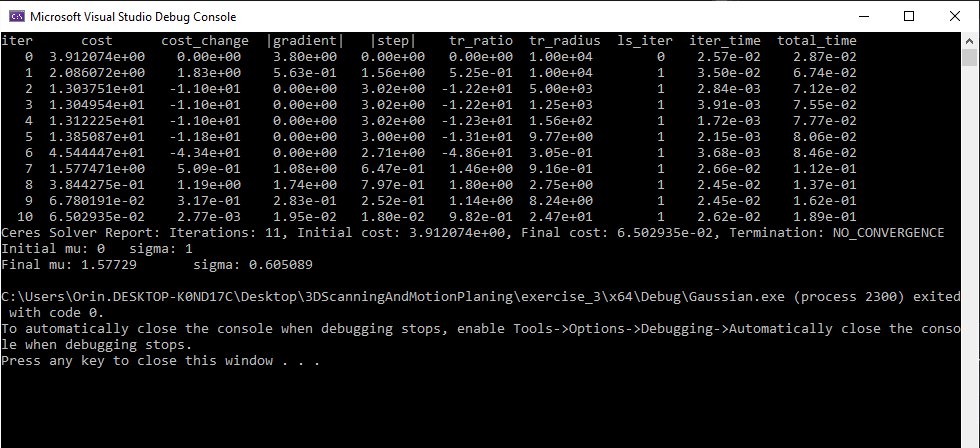 Microsoft Visual Studio Debug Console
iter cost cost_change |gradient| |step| tr_ratio tr_radius ls_iter iter_time total_time
0 3.912074e+00 0.00e+00 3.80e+00 0.00e+00 0.00e+00 1.00e+04 0 2.57e-02 2.87e-02
1 2.086072e+00 1.83e+00 5.63e-01 1.56e+00 5.25e-01 1.00e+04 1 3.50e-02 6.74e-02
2 1.303751e+01 -1.10e+01 0.00e+00 3.02e+00 -1.22e+01 5.00e+03 1 2.84e-03 7.12e-02
3 1.304954e+01 -1.10e+01 0.00e+00 3.02e+00 -1.22e+01 1.25e+03 1 3.91e-03 7.55e-02
4 1.312225e+01 -1.10e+01 0.00e+00 3.02e+00 -1.23e+01 1.56e+02 1 1.72e-03 7.77e-02
5 1.385087e+01 -1.18e+01 0.00e+00 3.00e+00 -1.31e+01 9.77e+00 1 2.15e-03 8.06e-02
6 4.544447e+01 -4.34e+01 0.00e+00 2.71e+00 -4.86e+01 3.05e-01 1 3.68e-03 8.46e-02
7 1.577471e+00 5.09e-01 1.08e+00 6.47e-01 1.46e+00 9.16e-01 1 2.66e-02 1.12e-01
8 3.844275e-01 1.19e+00 1.74e+00 7.97e-01 1.80e+00 2.75e+00 1 2.45e-02 1.37e-01
9 6.780192e-02 3.17e-01 2.83e-01 2.52e-01 1.14e+00 8.24e+00 1 2.45e-02 1.62e-01
10 6.502935e-02 2.77e-03 1.95e-02 1.80e-02 9.82e-01 2.47e+01 1 2.62e-02 1.89e-01
Ceres Solver Report: Iterations: 11, Initial cost: 3.912074e+00, Final cost: 6.502935e-02, Termination: NO_CONVERGENCE
Initial mu: 0 sigma: 1
Final mu: 1.57729 sigma: 0.605089
C:\Users\Orin.DESKTOP-K0ND17C\Desktop\3DScanningAndMotionPlaning\exercise_3\x64\Debug\Gaussian.exe (process 2300) exited
with code 0.
To automatically close the console when debugging stops, enable Tools->Options->Debugging->Automatically close the conso
le when debugging stops.
Press any key to close this window . . .